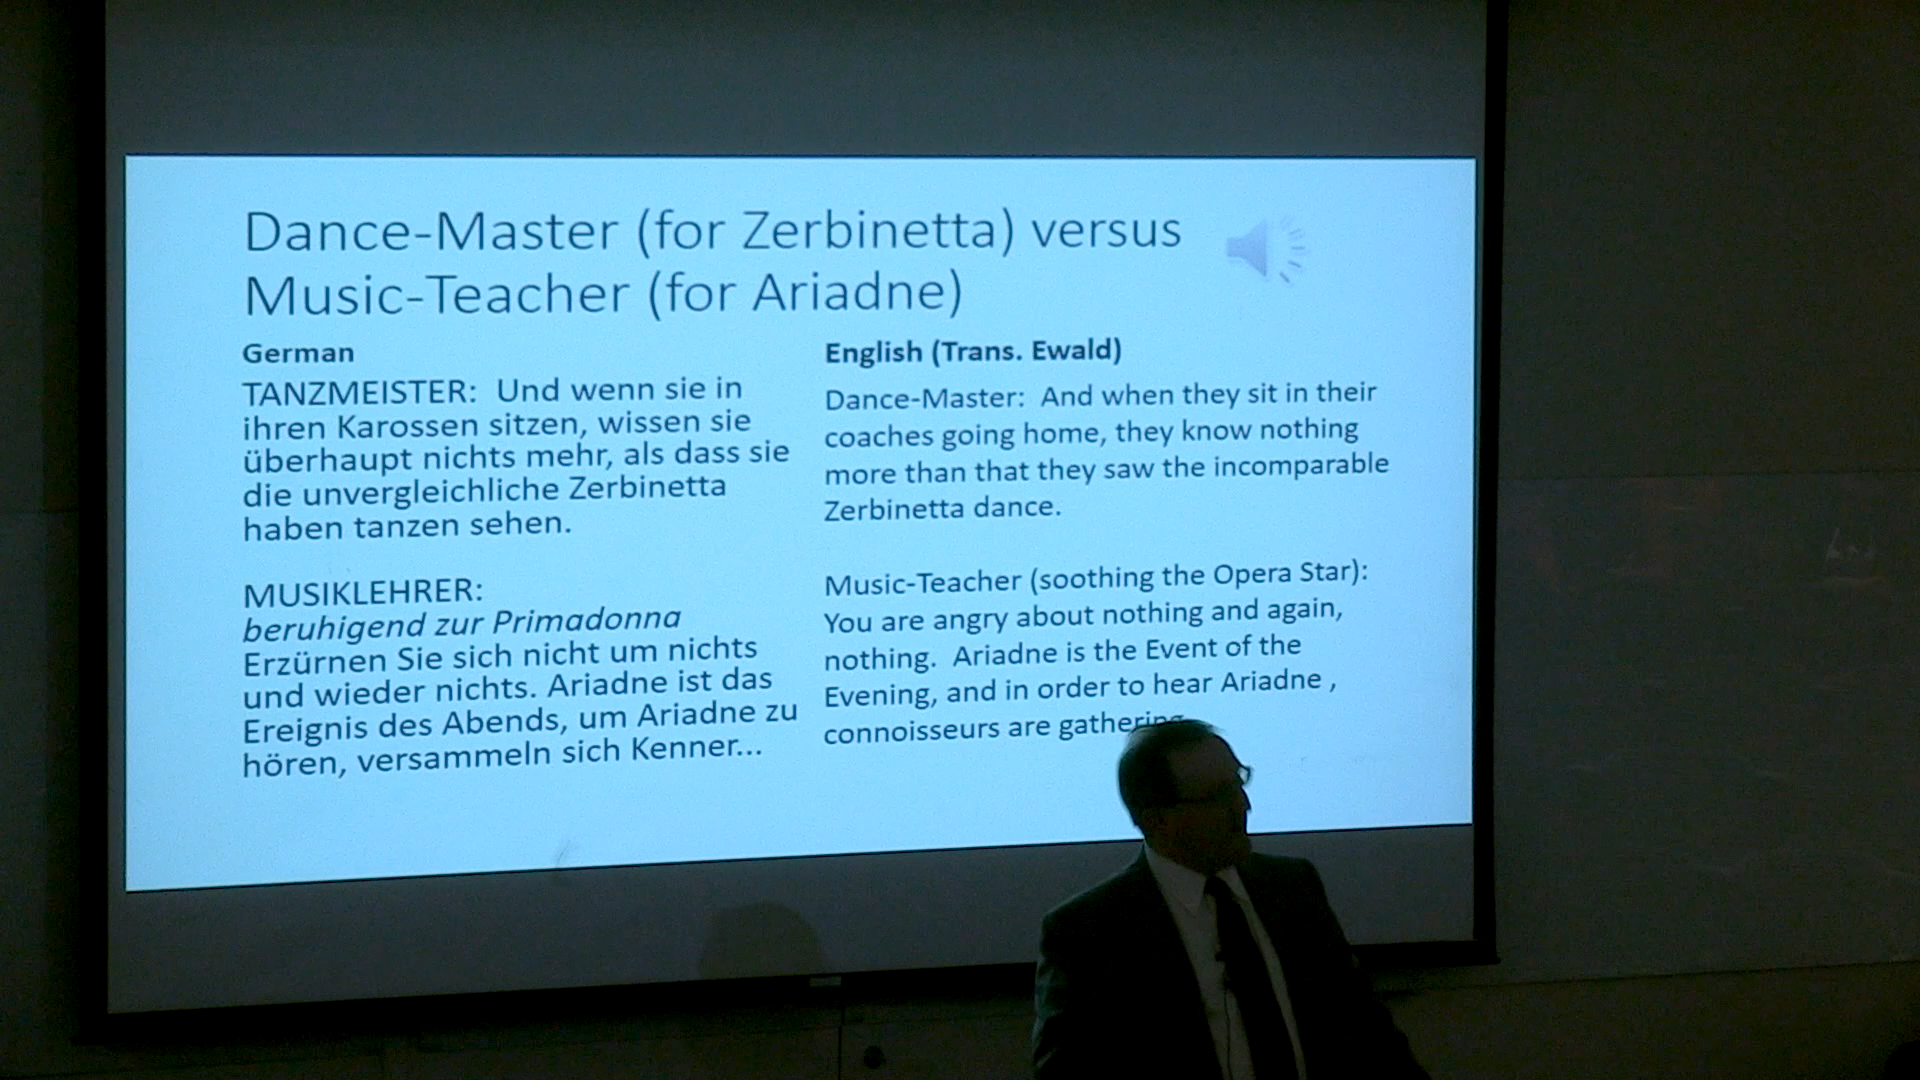 Dance-Master (for Zerbinetta) versus
Music-Teacher (for Ariadne)
German
TANZMEISTER: Und wenn sie in
ihren Karossen sitzen, wissen sie
überhaupt nichts mehr, als dass sie
die unvergleichliche Zerbinetta
haben tanzen sehen.
MUSIKLEHRER:
beruhigend zur Primadonna
Erzürnen Sie sich nicht um nichts
und wieder nichts. Ariadne ist das
Ereignis des Abends, um Ariadne zu
hören, versammeln sich Kenner...
English (Trans. Ewald)
Dance-Master: And when they sit in their
coaches going home, they know nothing
more than that they saw the incomparable
Zerbinetta dance.
Music-Teacher (soothing the Opera Star):
You are angry about nothing and again,
nothing. Ariadne is the Event of the
Evening, and in order to hear Ariadne ,
connoisseurs are gathering